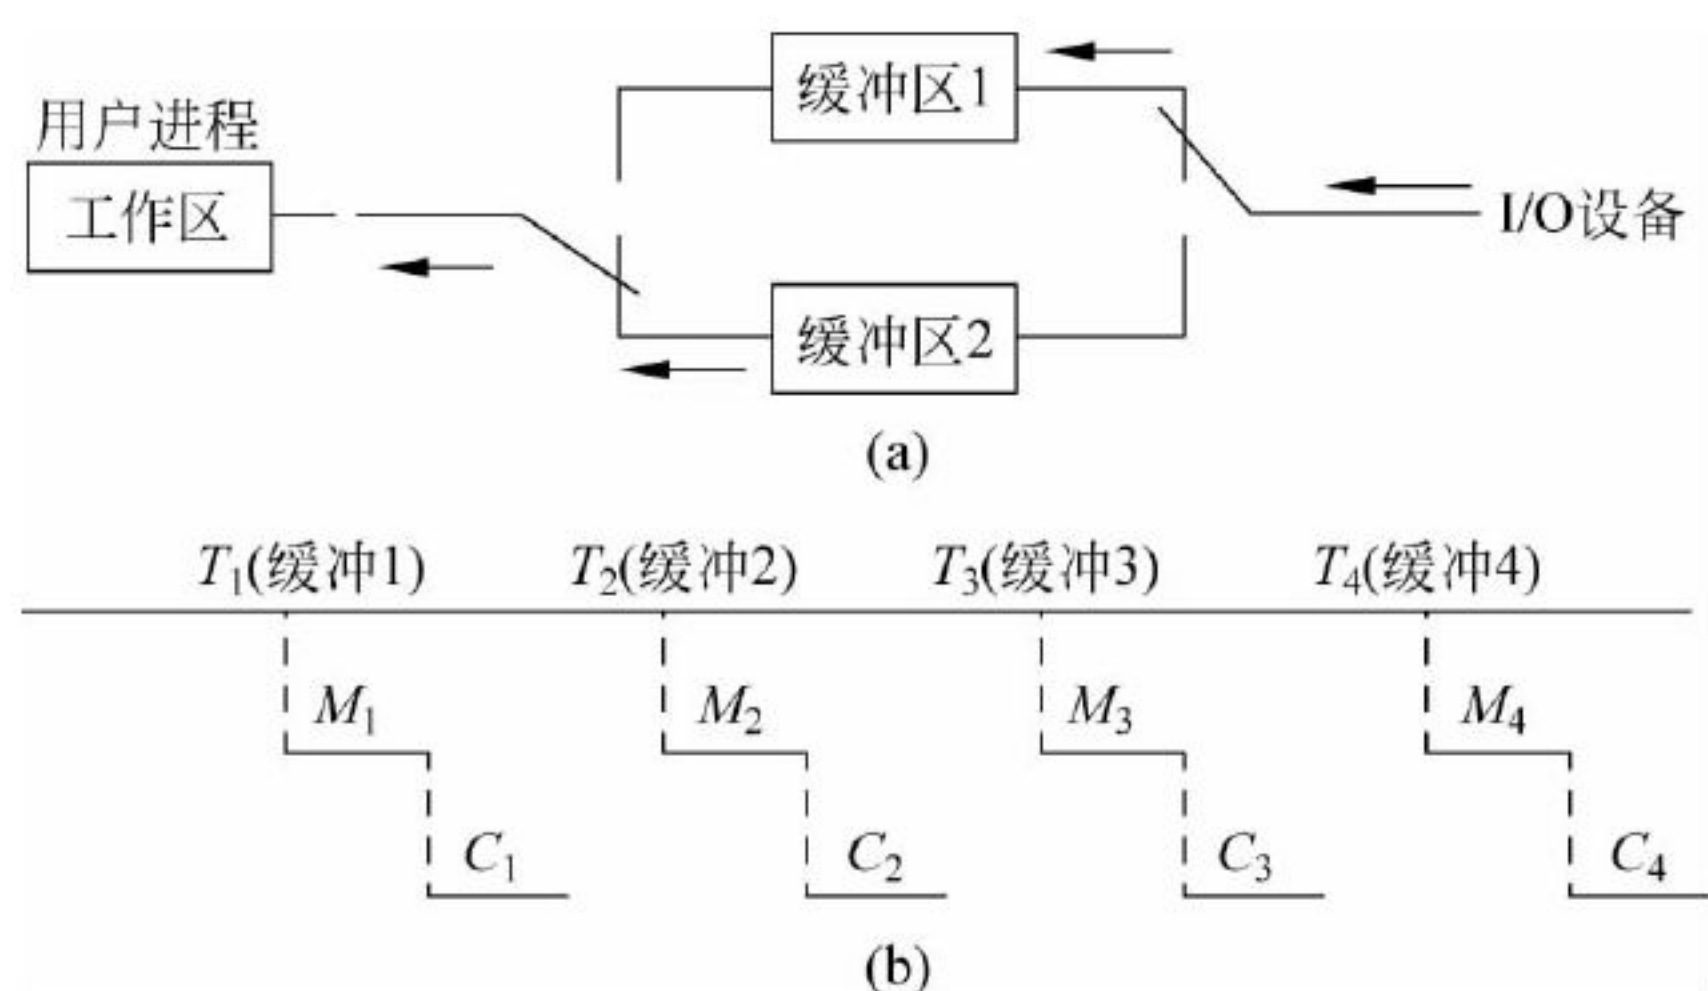 用户进程
工作区
缓冲区1
缓冲区2
I/O设备
(a)
T₁(缓冲1) T₂(缓冲2) T₃(缓冲3) T₄(缓冲4)
M₁ M₂ M₃ M₄
C₁ C₂ C₃ C₄
(b)